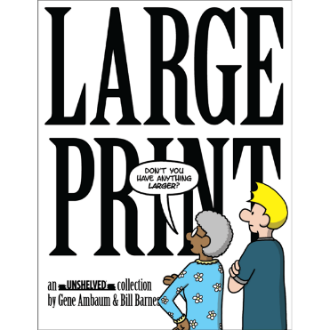 LARGE
PRINT
DON'T YOU
HAVE ANYTHING
LARGER?
an UNSHELVED collection
by Gene Ambaum & Bill Barnes